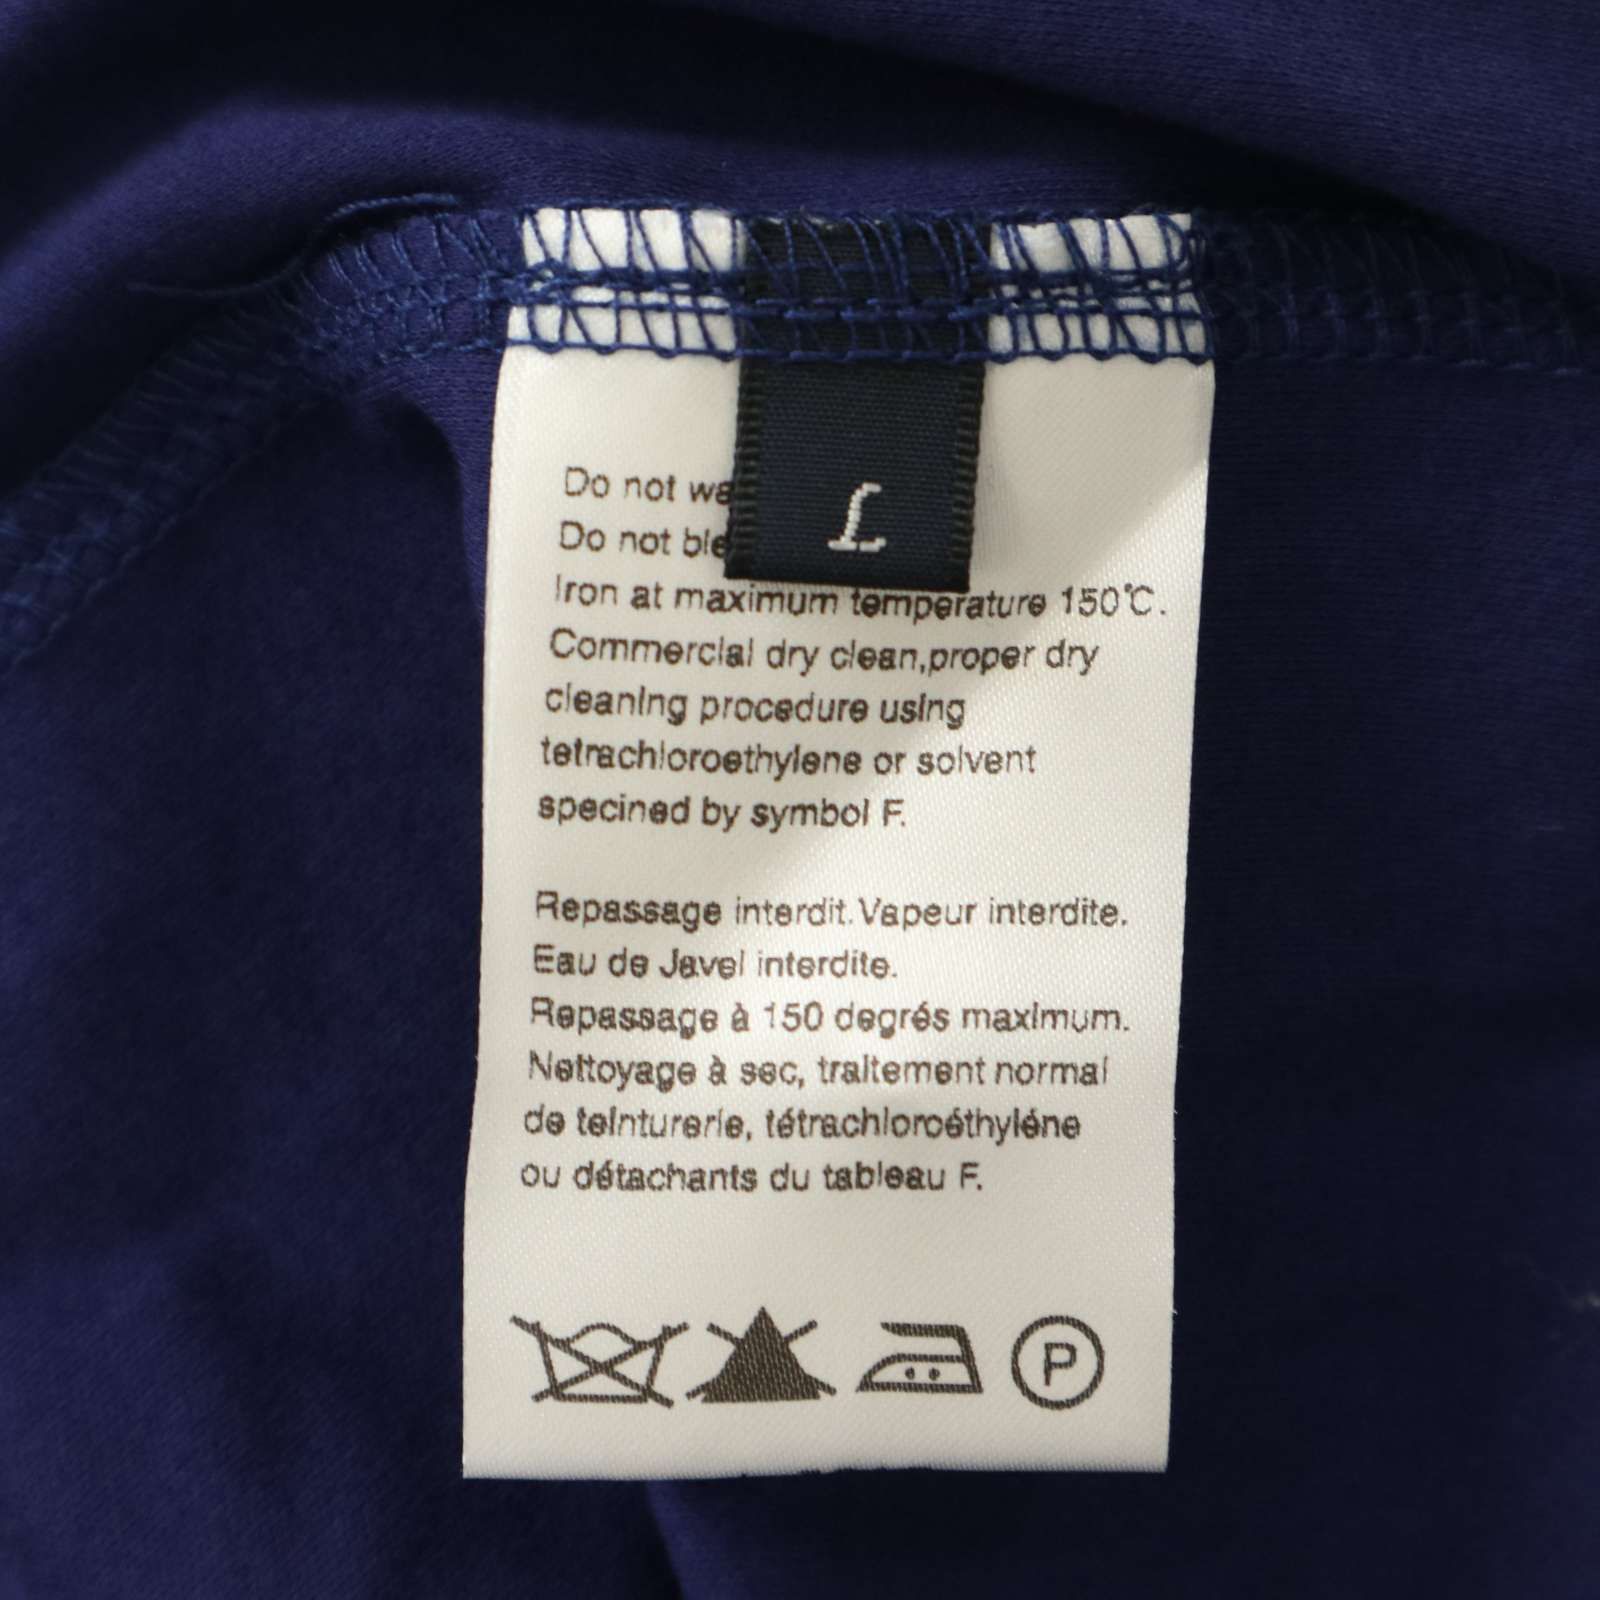 L
Do not wa
Do not ble
Iron at maximum temperature 150°C.
Commercial dry clean,proper dry
cleaning procedure using
tetrachloroethylene or solvent
specined by symbol F.
Repassage interdit.Vapeur interdite.
Eau de Javel interdite.
Repassage à 150 degrés maximum.
Nettoyage à sec, traitement normal
de teinturerie, tétrachloroéthyléne
ou détachants du tableau F.
P